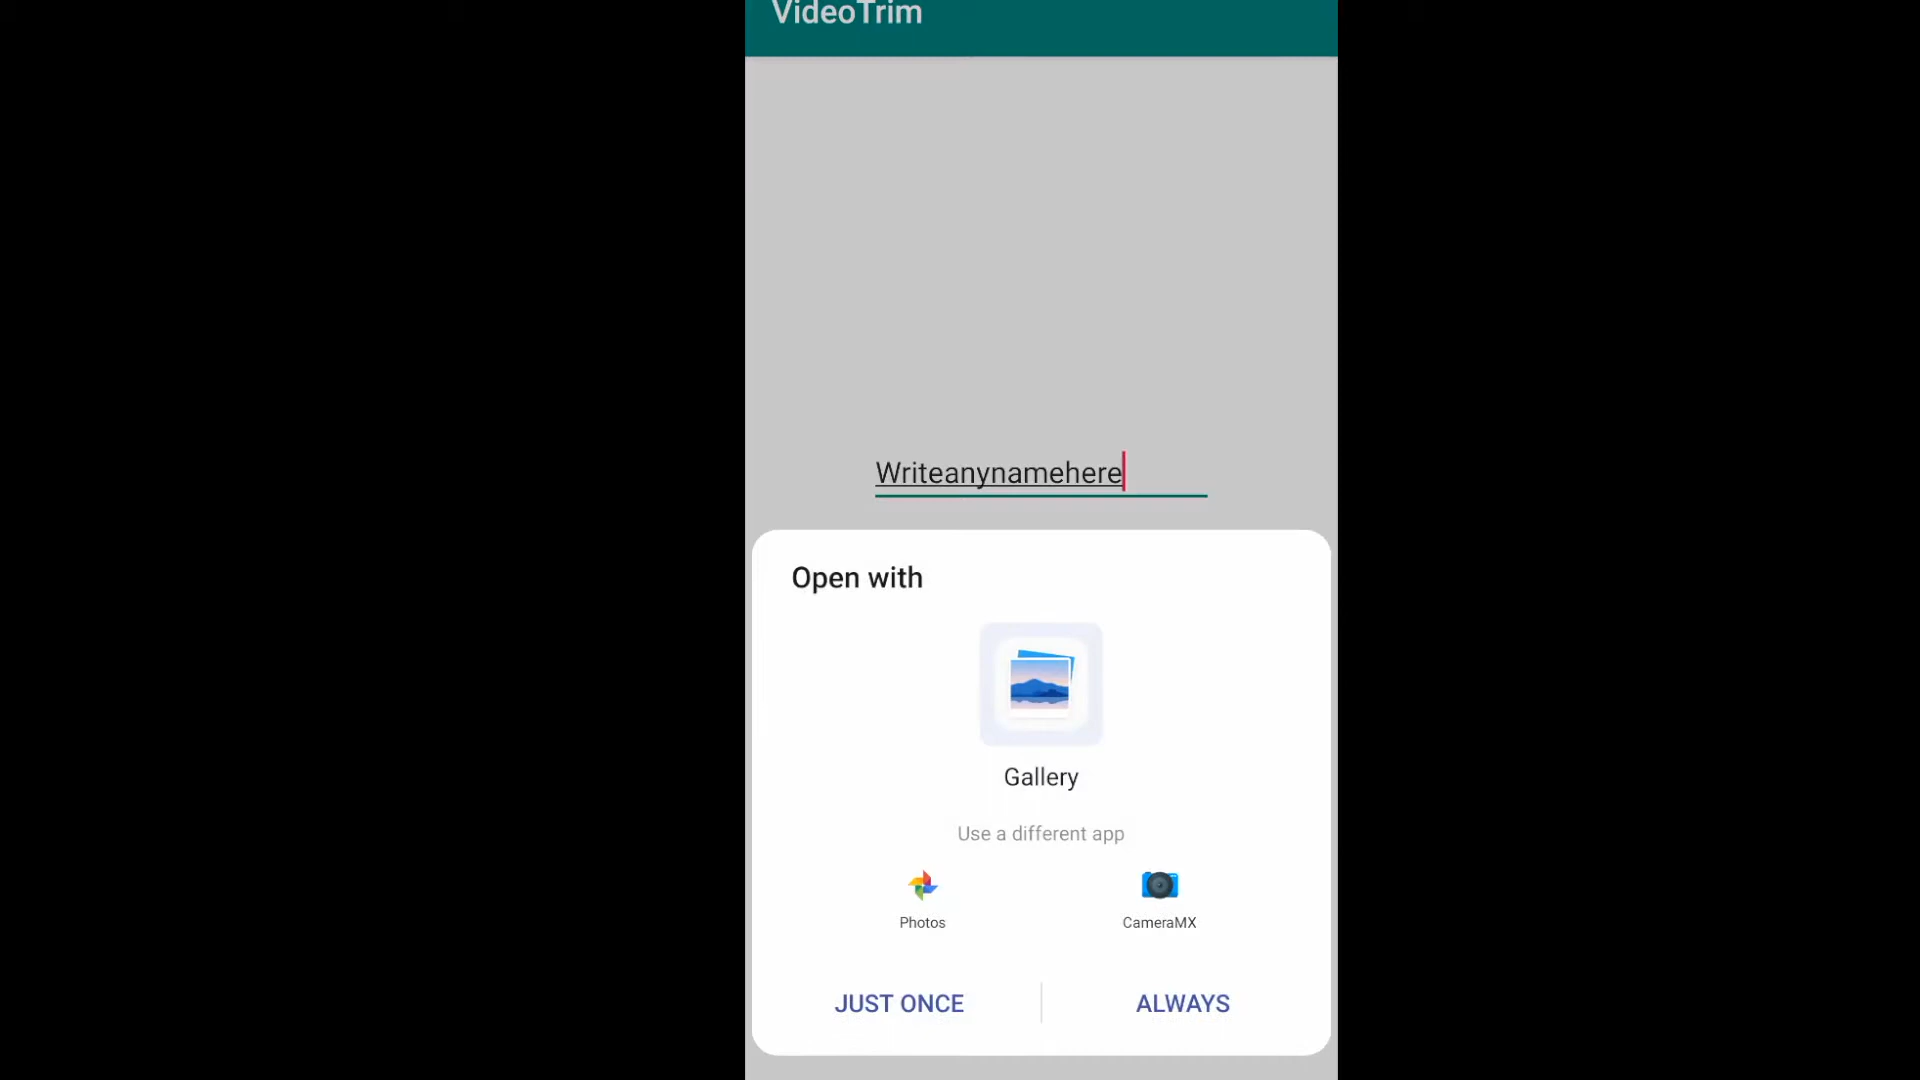 VideoTrim
Writeanynamehere
Open with
Gallery
Use a different app
Photos
CameraMX
JUST ONCE
ALWAYS